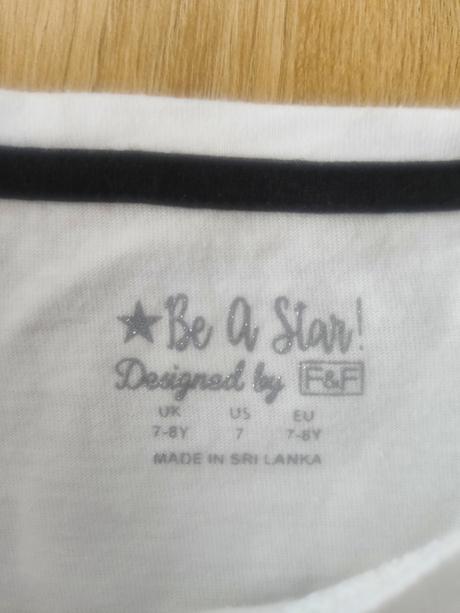 Be A Star!
Designed by F&F
UK US EU
7-8Y 7 7-8Y
MADE IN SRI LANKA